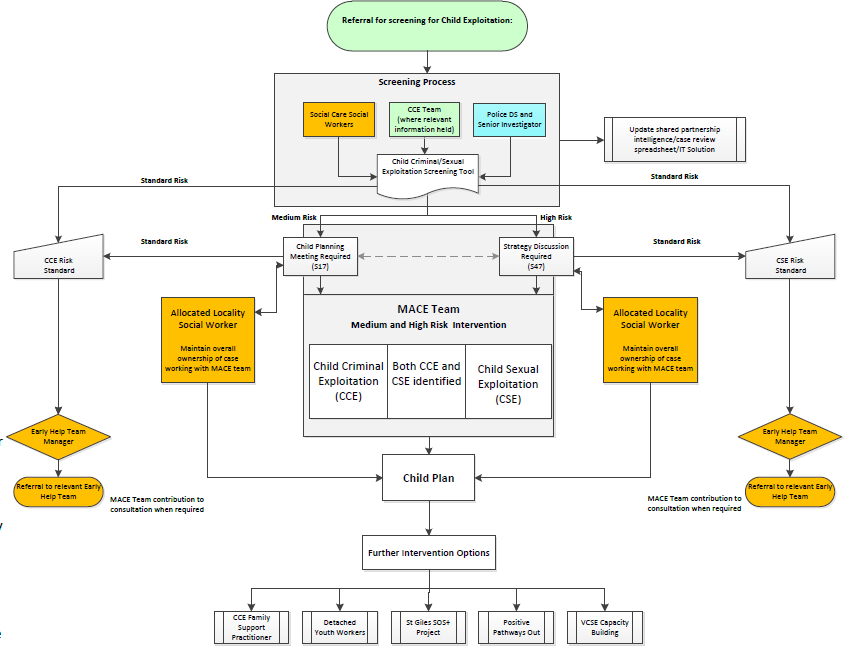 Referral for screening for Child Exploitation:
Screening Process
Social Care Social
Workers
CCE Team
(where relevant
information held)
Police DS and
Senior Investigator
Update shared partnership
intelligence/case review
spreadsheet/IT Solution
Child Criminal/Sexual
Exploitation Screening Tool
Standard Risk
Standard Risk
Medium Risk
High Risk
Standard Risk
Standard Risk
CCE Risk
Standard
Child Planning
Meeting Required
(S17)
Strategy Discussion
Required
(S47)
CSE Risk
Standard
Allocated Locality
Social Worker
Maintain overall
ownership of case
working with MACE team
MACE Team
Medium and High Risk Intervention
Child Criminal
Exploitation
(CCE)
Both CCE and
CSE identified
Child Sexual
Exploitation
(CSE)
Allocated Locality
Social Worker
Maintain overall
ownership of case
working with MACE team
Early Help Team
Manager
Early Help Team
Manager
Referral to relevant Early
Help Team
MACE Team contribution to
consultation when required
Child Plan
MACE Team contribution to
consultation when required
Referral to relevant Early
Help Team
Further Intervention Options
CCE Family
Support
Practitioner
Detached
Youth Workers
St Giles SOS+
Project
Positive
Pathways Out
VCSE Capacity
Building